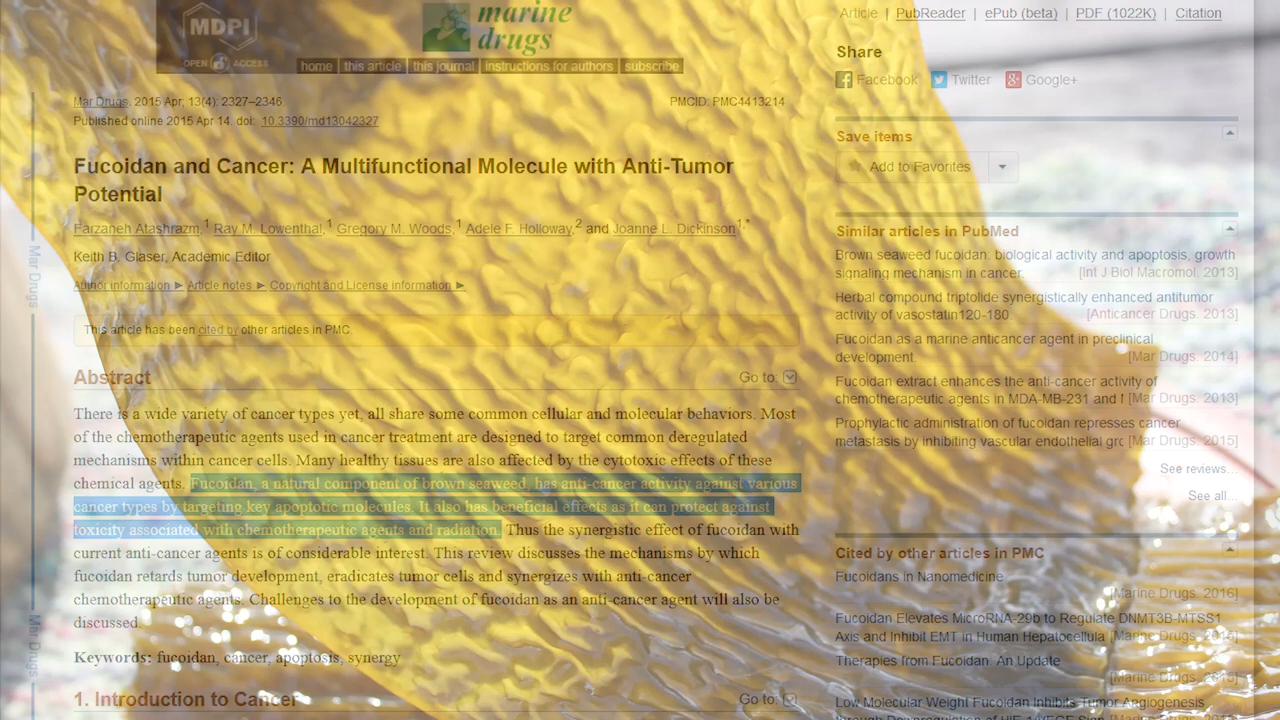 MDPI
OPEN ACCESS
marine
drugs
home | this article | this journal | instructions for authors | subscribe
Mar Drugs. 2015 Apr; 13(4): 2327–2346.
PMCID: PMC4413214
Published online 2015 Apr 14. doi: 10.3390/md13042327
Fucoidan and Cancer: A Multifunctional Molecule with Anti-Tumor
Potential
Farzaneh Atashrazm,1 Ray M. Lowenthal,1 Gregory M. Woods,1 Adele F. Holloway,2 and Joanne L. Dickinson1,*
Keith B. Glaser, Academic Editor
Author information ► Article notes ► Copyright and License information ►
This article has been cited by other articles in PMC.
Abstract
Go to:
There is a wide variety of cancer types yet, all share some common cellular and molecular behaviors. Most
of the chemotherapeutic agents used in cancer treatment are designed to target common deregulated
mechanisms within cancer cells. Many healthy tissues are also affected by the cytotoxic effects of these
chemical agents. Fucoidan, a natural component of brown seaweed, has anti-cancer activity against various
cancer types by targeting key apoptotic molecules. It also has beneficial effects as it can protect against
toxicity associated with chemotherapeutic agents and radiation. Thus the synergistic effect of fucoidan with
current anti-cancer agents is of considerable interest. This review discusses the mechanisms by which
fucoidan retards tumor development, eradicates tumor cells and synergizes with anti-cancer
chemotherapeutic agents. Challenges to the development of fucoidan as an anti-cancer agent will also be
discussed.
Keywords: fucoidan, cancer, apoptosis, synergy
1. Introduction to Cancer
Go to:
Mar Drugs
Mar Drugs
Article | PubReader | ePub (beta) | PDF (1022K) | Citation
Share
Facebook Twitter Google+
Save items
Add to Favorites
Similar articles in PubMed
Brown seaweed fucoidan: biological activity and apoptosis, growth
signaling mechanism in cancer. [Int J Biol Macromol. 2013]
Herbal compound triptolide synergistically enhanced antitumor
activity of vasostatin120-180. [Anticancer Drugs. 2013]
Fucoidan as a marine anticancer agent in preclinical
development. [Mar Drugs. 2014]
Fucoidan extract enhances the anti-cancer activity of
chemotherapeutic agents in MDA-MB-231 and [Mar Drugs. 2013]
Prophylactic administration of fucoidan represses cancer
metastasis by inhibiting vascular endothelial grc [Mar Drugs. 2015]
See reviews...
See all...
Cited by other articles in PMC
Fucoidans in Nanomedicine
[Marine Drugs. 2016]
Fucoidan Elevates MicroRNA-29b to Regulate DNMT3B-MTSS1
Axis and Inhibit EMT in Human Hepatocellula [Marine Drugs. 2015]
Therapies from Fucoidan: An Update
[Marine Drugs. 2015]
Low Molecular Weight Fucoidan Inhibits Tumor Angiogenesis